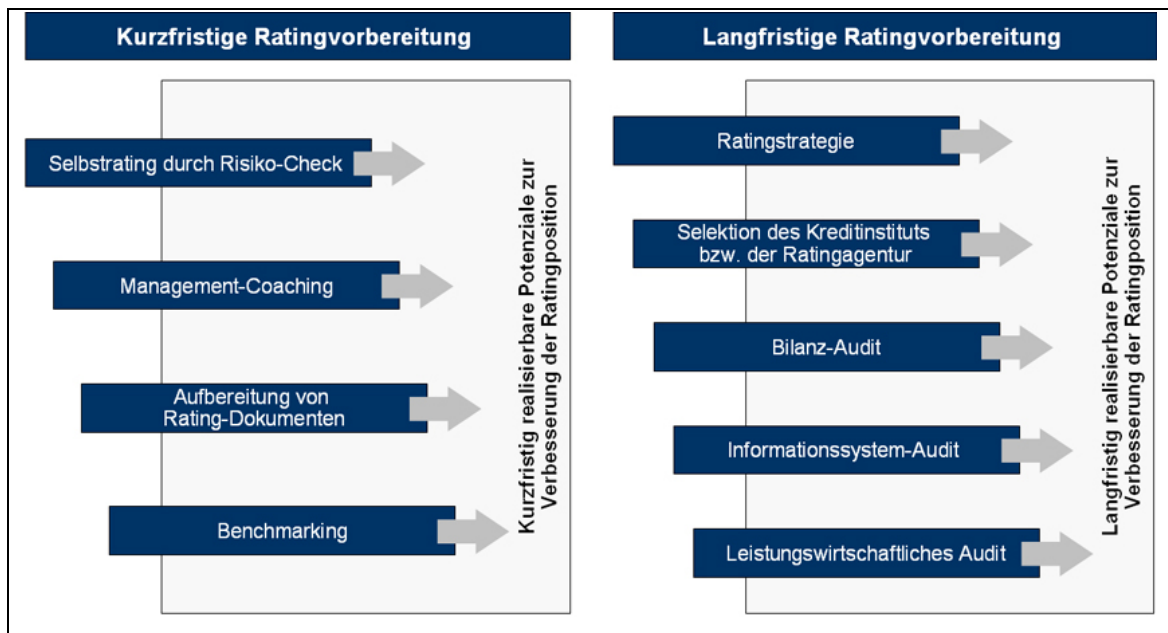 Kurzfristige Ratingvorbereitung
Selbstrating durch Risiko-Check
Management-Coaching
Aufbereitung von
Rating-Dokumenten
Benchmarking
Kurzfristig realisierbare Potenziale zur
Verbesserung der Ratingposition
Langfristige Ratingvorbereitung
Ratingstrategie
Selektion des Kreditinstituts
bzw. der Ratingagentur
Bilanz-Audit
Informationssystem-Audit
Leistungswirtschaftliches Audit
Langfristig realisierbare Potenziale zur
Verbesserung der Ratingposition